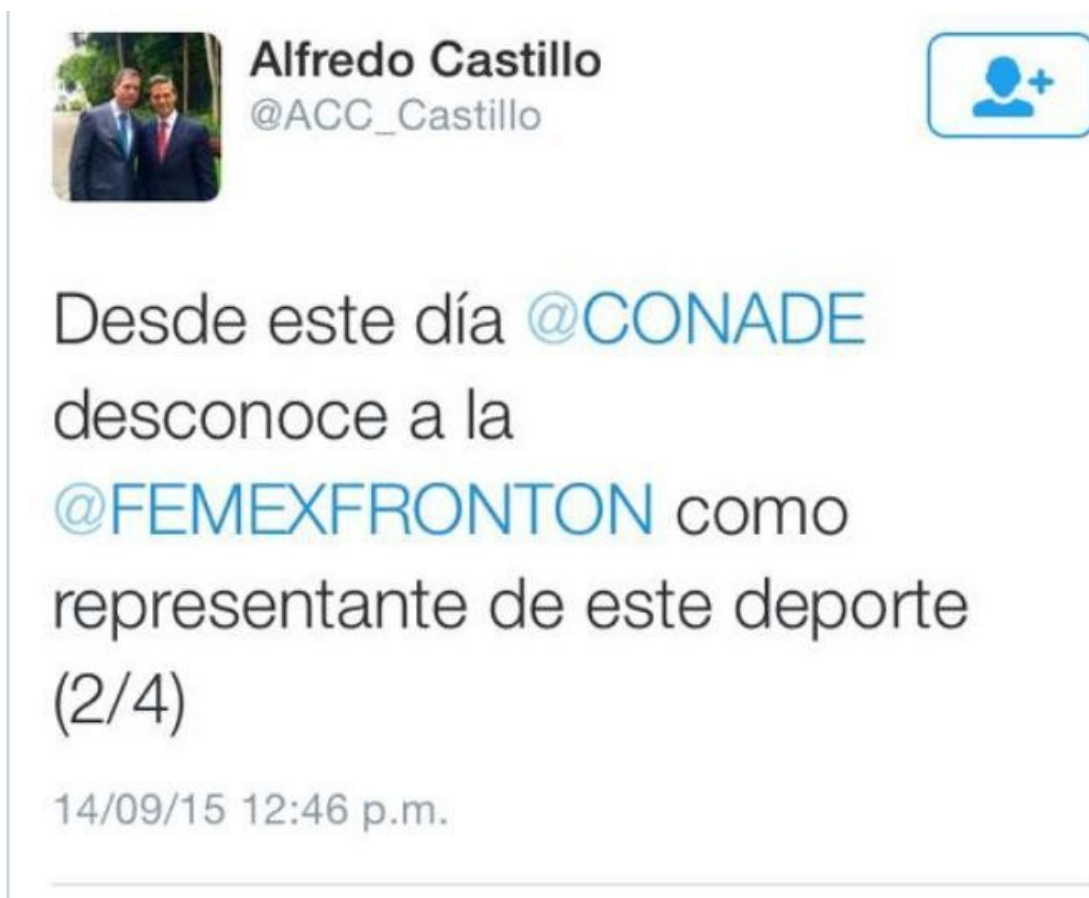 Alfredo Castillo
@ACC_Castillo
Desde este día @CONADE
desconoce a la
@FEMEXFRONTON como
representante de este deporte
(2/4)
14/09/15 12:46 p.m.